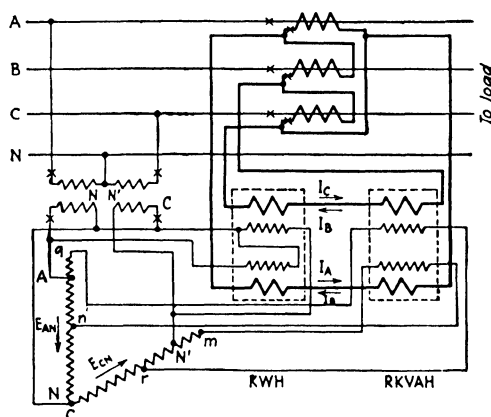 A
B
C
N
To load
N N'
C
I_C
I_B
q
A
I_A
I_B
n'
E_AN
m
N'
E_CN
r
N
C
RWH
RKVAH